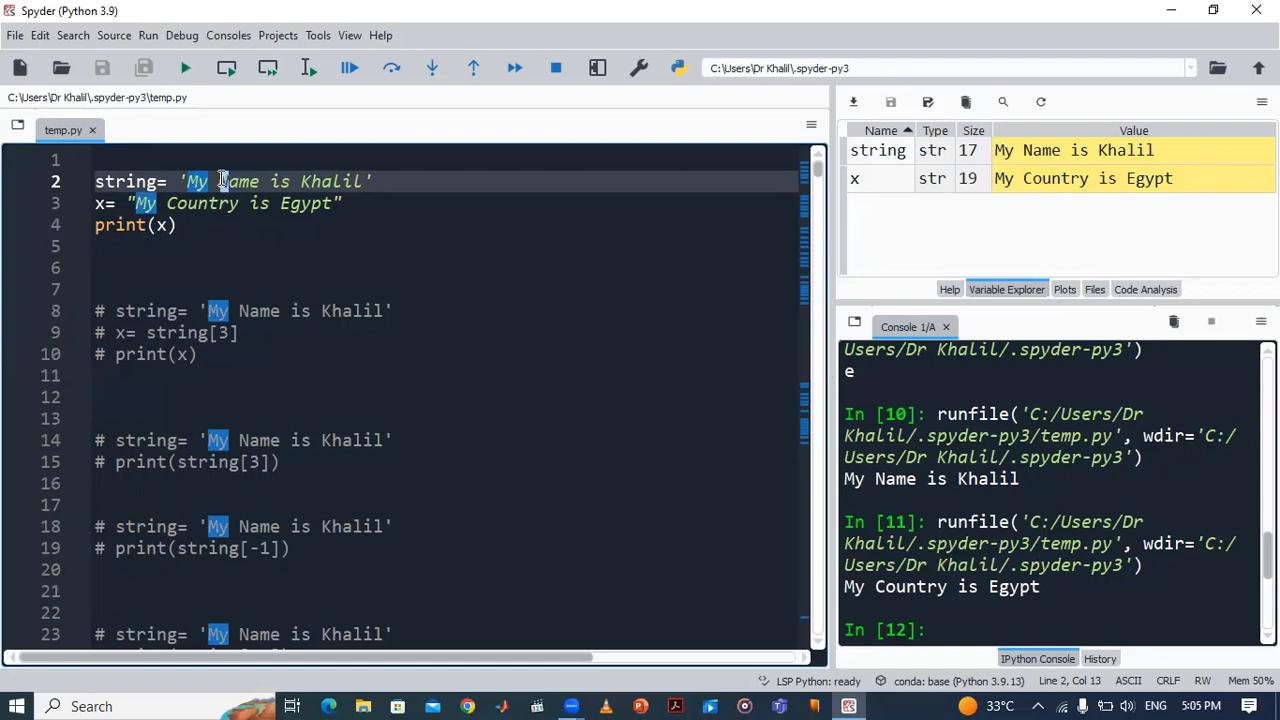 Spyder (Python 3.9)
File Edit Search Source Run Debug Consoles Projects Tools View Help
C:\Users\Dr Khalil\.spyder-py3
C:\Users\Dr Khalil\.spyder-py3\temp.py
temp.py
1
2 string= 'My Name is Khalil'
3 x= "My Country is Egypt"
4 print(x)
5
6
7
8 # string= 'My Name is Khalil'
9 # x= string[3]
10 # print(x)
11
12
13
14 # string= 'My Name is Khalil'
15 # print(string[3])
16
17
18 # string= 'My Name is Khalil'
19 # print(string[-1])
20
21
22
23 # string= 'My Name is Khalil'
Name Type Size Value
string str 17 My Name is Khalil
x str 19 My Country is Egypt
Help Variable Explorer Plots Files Code Analysis
Console 1/A
Users/Dr Khalil/.spyder-py3')
e
In [10]: runfile('C:/Users/Dr
Khalil/.spyder-py3/temp.py', wdir='C:/
Users/Dr Khalil/.spyder-py3')
My Name is Khalil
In [11]: runfile('C:/Users/Dr
Khalil/.spyder-py3/temp.py', wdir='C:/
Users/Dr Khalil/.spyder-py3')
My Country is Egypt
In [12]:
IPython Console History
LSP Python: ready conda: base (Python 3.9.13) Line 2, Col 13 ASCII CRLF RW Mem 50%
Search 33°C ENG 5:05 PM